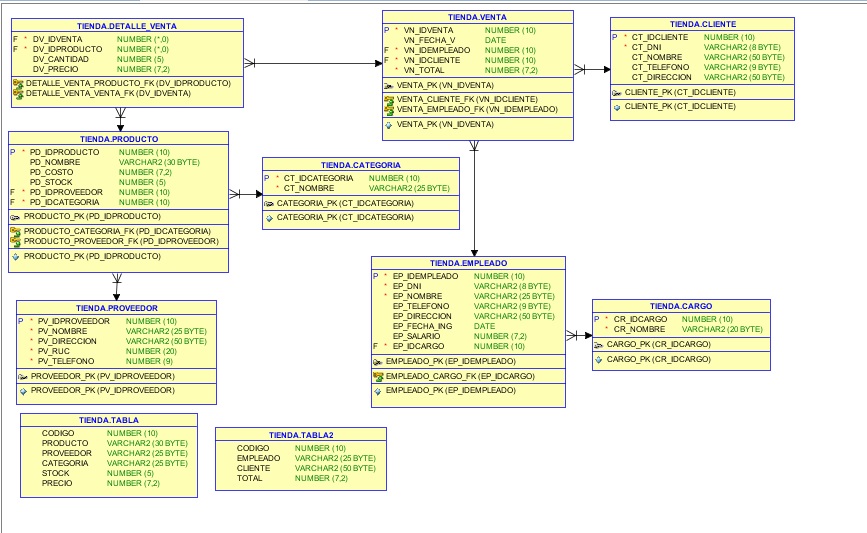 TIENDA.DETALLE_VENTA
F * DV_IDVENTA NUMBER (*,0)
F * DV_IDPRODUCTO NUMBER (*,0)
DV_CANTIDAD NUMBER (5)
DV_PRECIO NUMBER (7,2)
DETALLE_VENTA_PRODUCTO_FK (DV_IDPRODUCTO)
DETALLE_VENTA_VENTA_FK (DV_IDVENTA)
TIENDA.VENTA
P * VN_IDVENTA NUMBER (10)
VN_FECHA_V DATE
F * VN_IDEMPLEADO NUMBER (10)
F * VN_IDCLIENTE NUMBER (10)
VN_TOTAL NUMBER (7,2)
VENTA_PK (VN_IDVENTA)
VENTA_CLIENTE_FK (VN_IDCLIENTE)
VENTA_EMPLEADO_FK (VN_IDEMPLEADO)
VENTA_PK (VN_IDVENTA)
TIENDA.CLIENTE
P * CT_IDCLIENTE NUMBER (10)
* CT_DNI VARCHAR2 (8 BYTE)
CT_NOMBRE VARCHAR2 (50 BYTE)
CT_TELEFONO VARCHAR2 (9 BYTE)
CT_DIRECCION VARCHAR2 (50 BYTE)
CLIENTE_PK (CT_IDCLIENTE)
CLIENTE_PK (CT_IDCLIENTE)
TIENDA.PRODUCTO
P * PD_IDPRODUCTO NUMBER (10)
PD_NOMBRE VARCHAR2 (30 BYTE)
PD_COSTO NUMBER (7,2)
PD_STOCK NUMBER (5)
F * PD_IDPROVEEDOR NUMBER (10)
F * PD_IDCATEGORIA NUMBER (10)
PRODUCTO_PK (PD_IDPRODUCTO)
PRODUCTO_CATEGORIA_FK (PD_IDCATEGORIA)
PRODUCTO_PROVEEDOR_FK (PD_IDPROVEEDOR)
PRODUCTO_PK (PD_IDPRODUCTO)
TIENDA.CATEGORIA
P * CT_IDCATEGORIA NUMBER (10)
* CT_NOMBRE VARCHAR2 (25 BYTE)
CATEGORIA_PK (CT_IDCATEGORIA)
CATEGORIA_PK (CT_IDCATEGORIA)
TIENDA.EMPLEADO
P * EP_IDEMPLEADO NUMBER (10)
* EP_DNI VARCHAR2 (8 BYTE)
* EP_NOMBRE VARCHAR2 (25 BYTE)
EP_TELEFONO VARCHAR2 (9 BYTE)
EP_DIRECCION VARCHAR2 (50 BYTE)
EP_FECHA_ING DATE
EP_SALARIO NUMBER (7,2)
F * EP_IDCARGO NUMBER (10)
EMPLEADO_PK (EP_IDEMPLEADO)
EMPLEADO_CARGO_FK (EP_IDCARGO)
EMPLEADO_PK (EP_IDEMPLEADO)
TIENDA.CARGO
P * CR_IDCARGO NUMBER (10)
* CR_NOMBRE VARCHAR2 (20 BYTE)
CARGO_PK (CR_IDCARGO)
CARGO_PK (CR_IDCARGO)
TIENDA.PROVEEDOR
P * PV_IDPROVEEDOR NUMBER (10)
* PV_NOMBRE VARCHAR2 (25 BYTE)
* PV_DIRECCION VARCHAR2 (50 BYTE)
* PV_RUC NUMBER (20)
* PV_TELEFONO NUMBER (9)
PROVEEDOR_PK (PV_IDPROVEEDOR)
PROVEEDOR_PK (PV_IDPROVEEDOR)
TIENDA.TABLA
CODIGO NUMBER (10)
PRODUCTO VARCHAR2 (30 BYTE)
PROVEEDOR VARCHAR2 (25 BYTE)
CATEGORIA VARCHAR2 (25 BYTE)
STOCK NUMBER (5)
PRECIO NUMBER (7,2)
TIENDA.TABLA2
CODIGO NUMBER (10)
EMPLEADO VARCHAR2 (25 BYTE)
CLIENTE VARCHAR2 (50 BYTE)
TOTAL NUMBER (7,2)